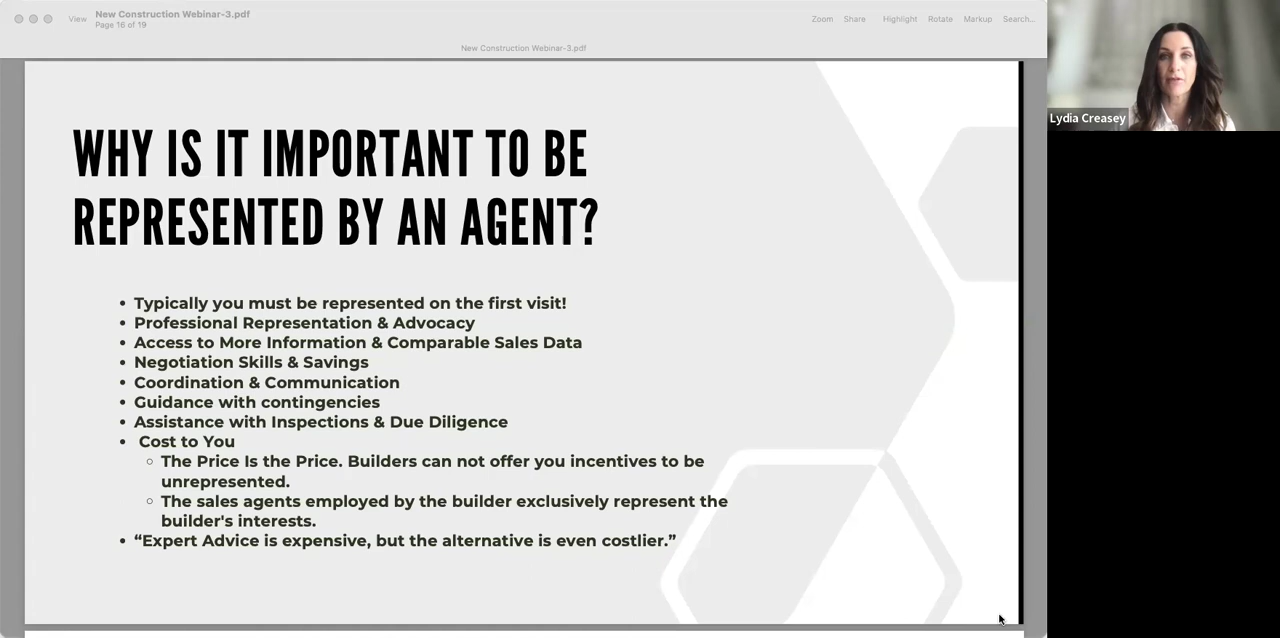 View
New Construction Webinar-3.pdf
Page 16 of 19
Zoom Share Highlight Rotate Markup Search...
New Construction Webinar-3.pdf
WHY IS IT IMPORTANT TO BE
REPRESENTED BY AN AGENT?
• Typically you must be represented on the first visit!
• Professional Representation & Advocacy
• Access to More Information & Comparable Sales Data
• Negotiation Skills & Savings
• Coordination & Communication
• Guidance with contingencies
• Assistance with Inspections & Due Diligence
• Cost to You
◦ The Price Is the Price. Builders can not offer you incentives to be
unrepresented.
◦ The sales agents employed by the builder exclusively represent the
builder's interests.
• “Expert Advice is expensive, but the alternative is even costlier.”
Lydia Creasey